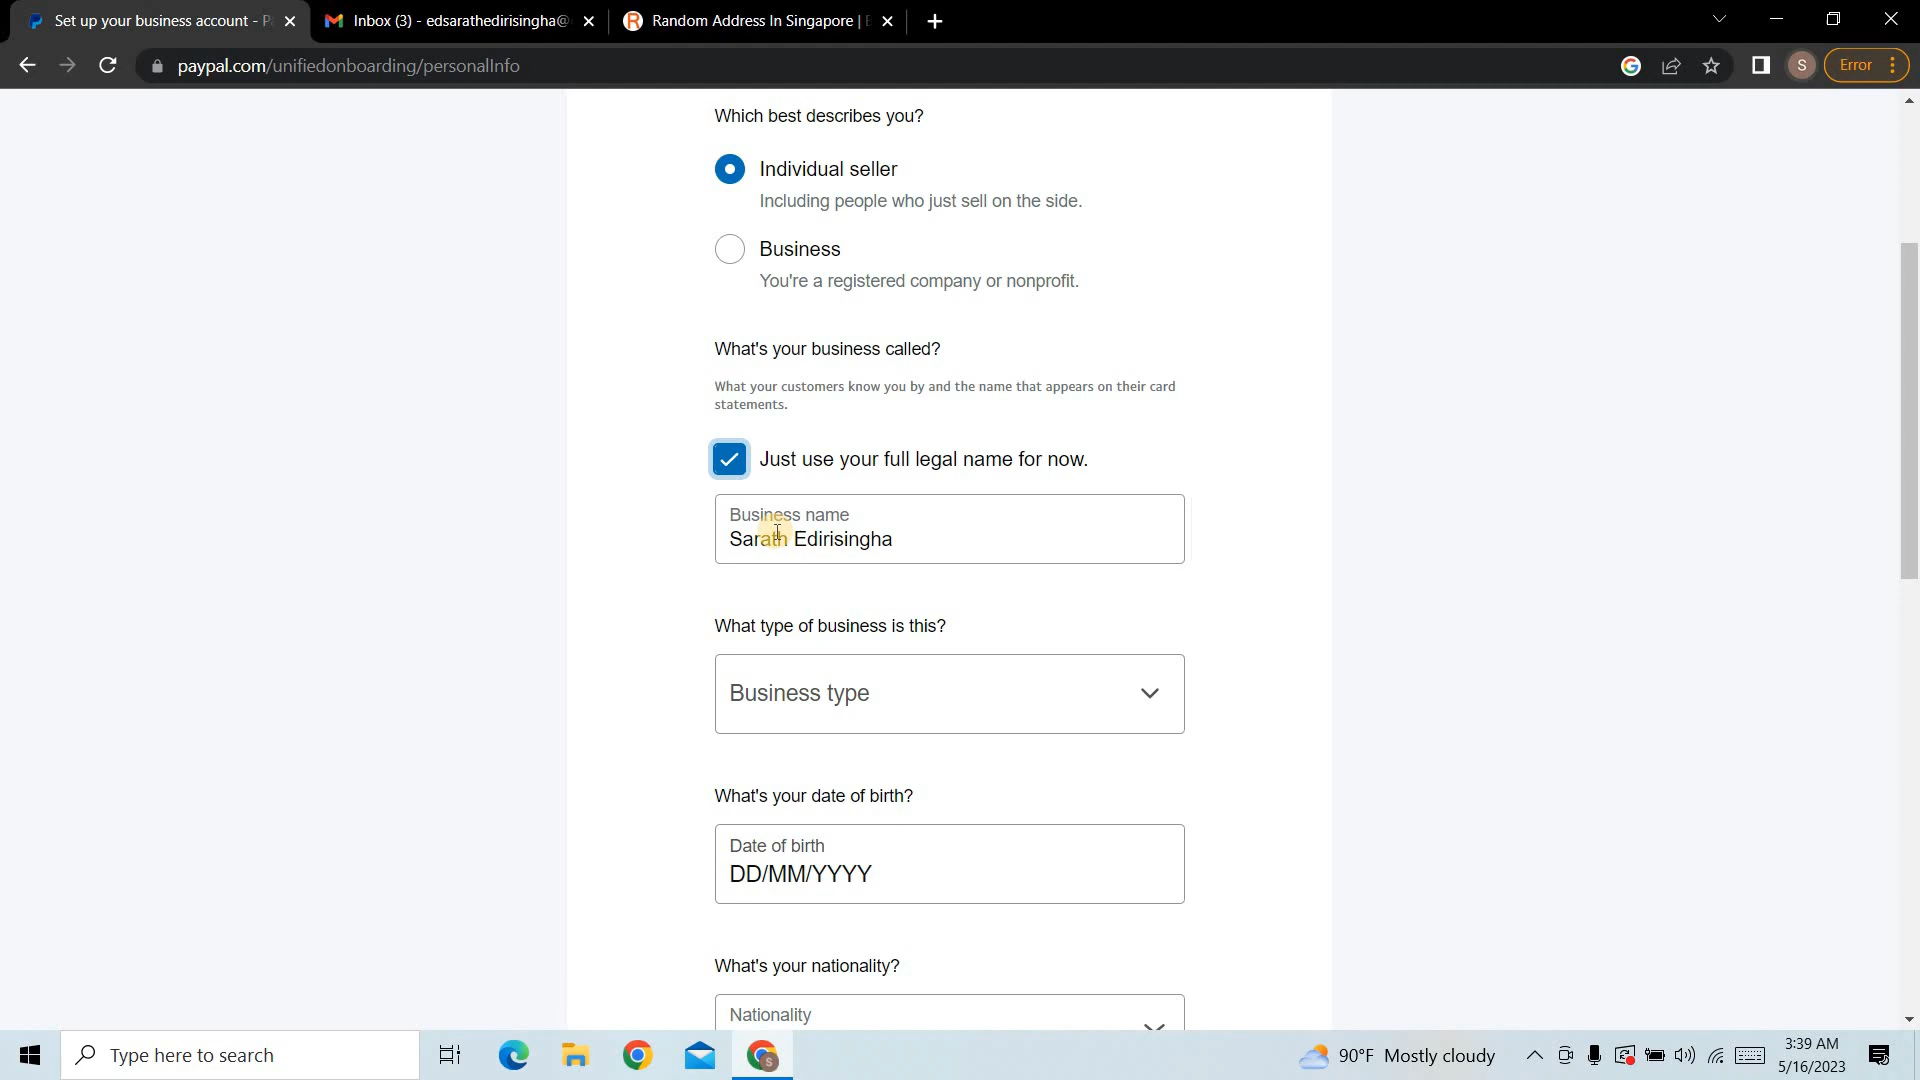 Set up your business account - P
Inbox (3) - edsarathedirisingha@
Random Address In Singapore |
paypal.com/unifiedonboarding/personalInfo
S
Error
Which best describes you?
Individual seller
Including people who just sell on the side.
Business
You're a registered company or nonprofit.
What's your business called?
What your customers know you by and the name that appears on their card
statements.
Just use your full legal name for now.
Business name
Sarath Edirisingha
What type of business is this?
Business type
What's your date of birth?
Date of birth
DD/MM/YYYY
What's your nationality?
Nationality
Type here to search
90°F Mostly cloudy
3:39 AM
5/16/2023